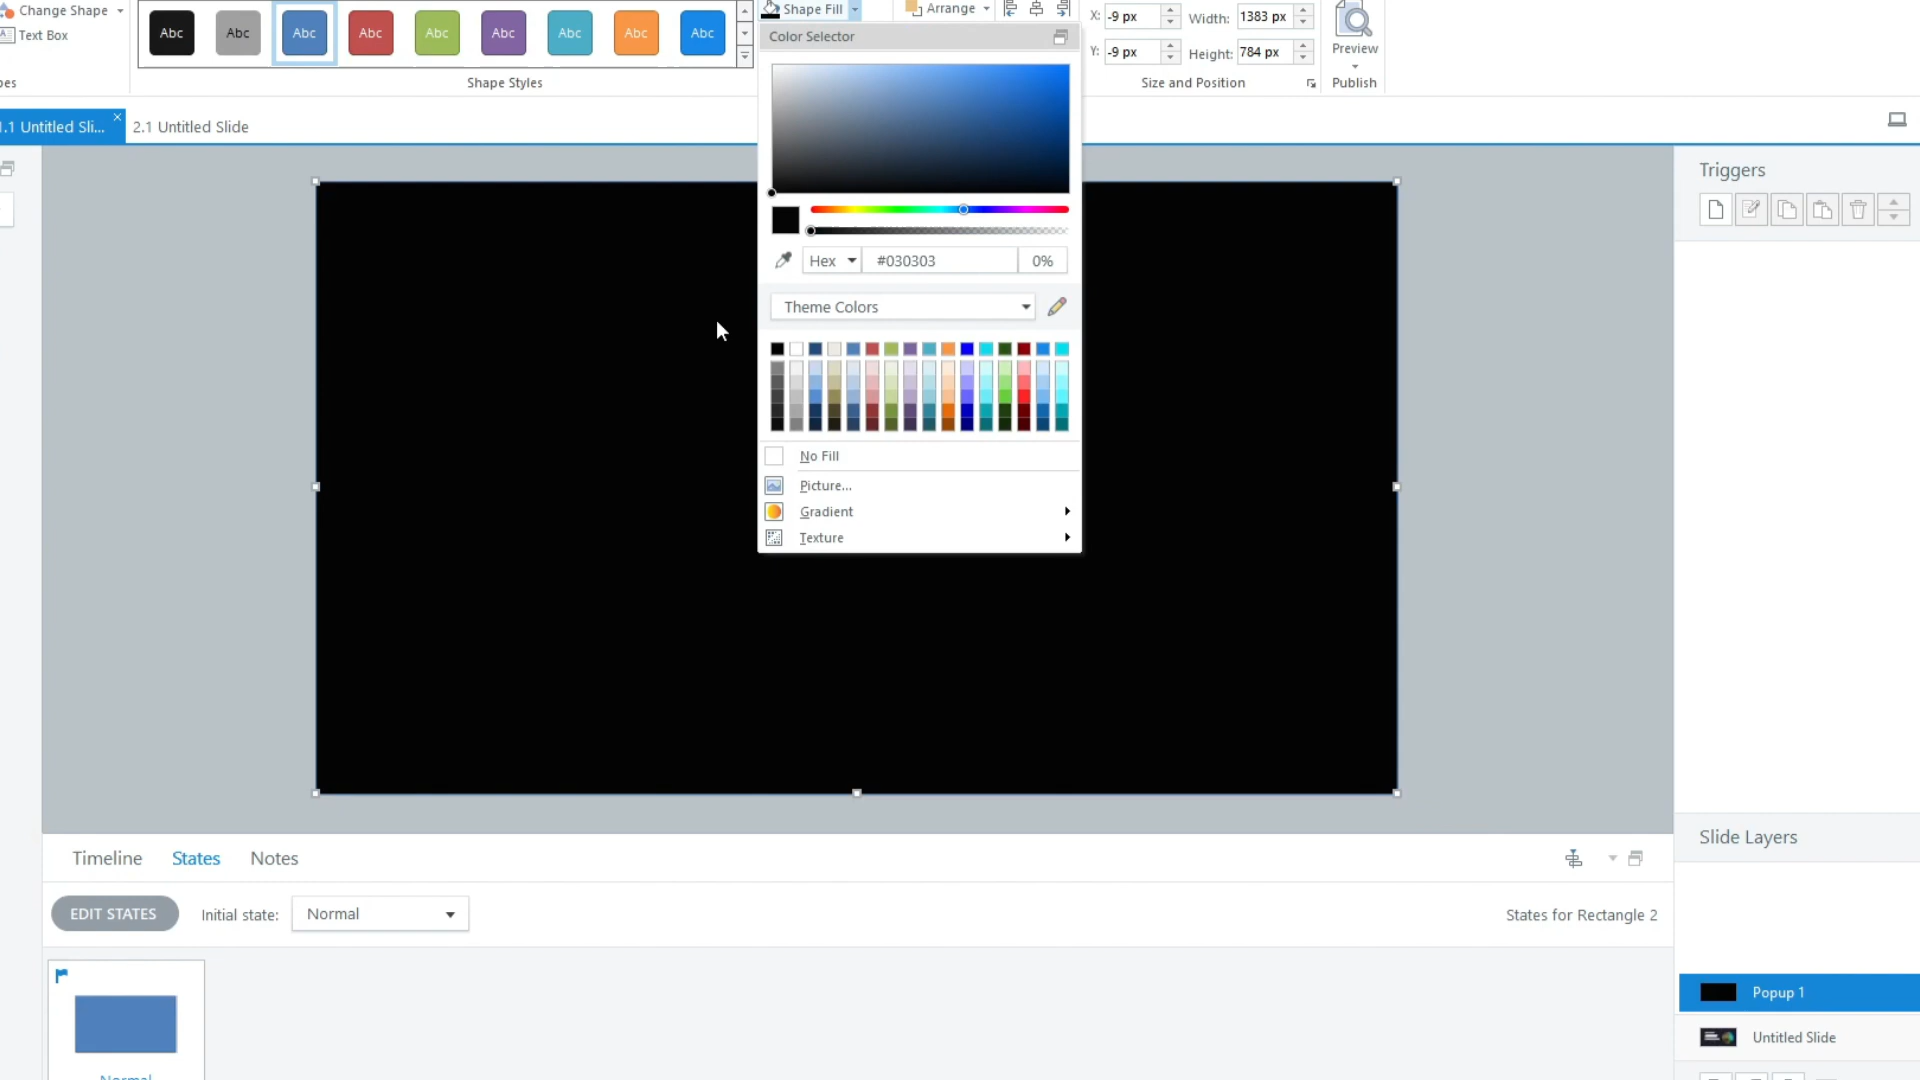 Change Shape
Text Box
Abc Abc Abc Abc Abc Abc Abc Abc Abc
Shape Styles
Shape Fill
Arrange
X: -9 px
Width: 1383 px
Y: -9 px
Height: 784 px
Size and Position
Preview
Publish
Color Selector
1.1 Untitled Sli...
2.1 Untitled Slide
Hex
#030303
0%
Theme Colors
No Fill
Picture...
Gradient
Texture
Triggers
Timeline
States
Notes
EDIT STATES
Initial state:
Normal
States for Rectangle 2
Normal
Slide Layers
Popup 1
Untitled Slide